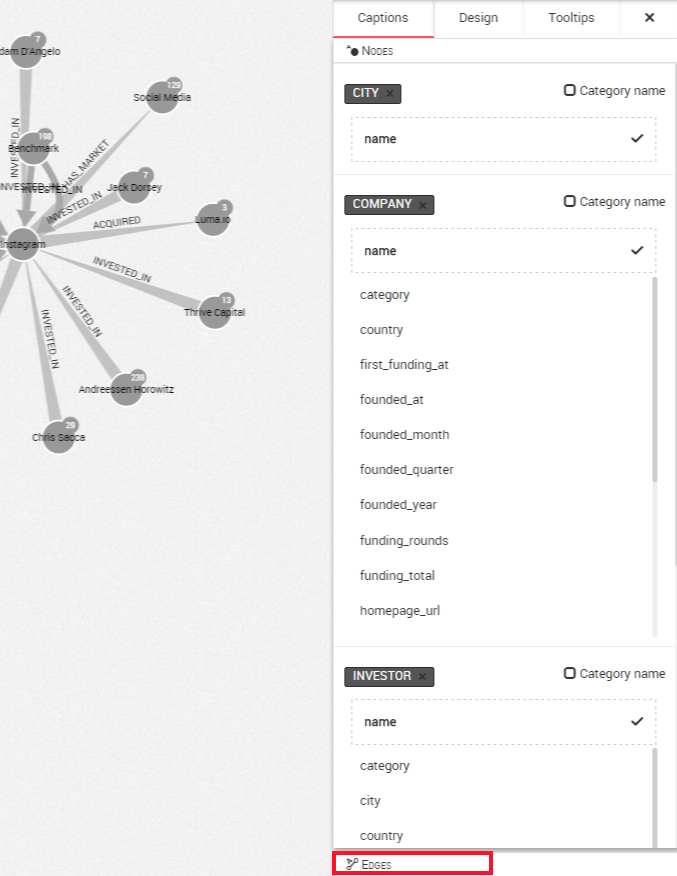 Captions Design Tooltips ×
NODES
CITY × Category name
name
COMPANY × Category name
name
category
country
first_funding_at
founded_at
founded_month
founded_quarter
founded_year
funding_rounds
funding_total
homepage_url
INVESTOR × Category name
name
category
city
country
EDGES
7
dam D'Angelo
129
Social Media
INVESTED_IN
198
Benchmark
HAS_MARKET
INVESTED_IN
INVESTED_IN
7
Jack Dorsey
INVESTED_IN
3
Luma.io
ACQUIRED
Instagram
INVESTED_IN
13
Thrive Capital
INVESTED_IN
238
Andreessen Horowitz
INVESTED_IN
29
Chris Sacca